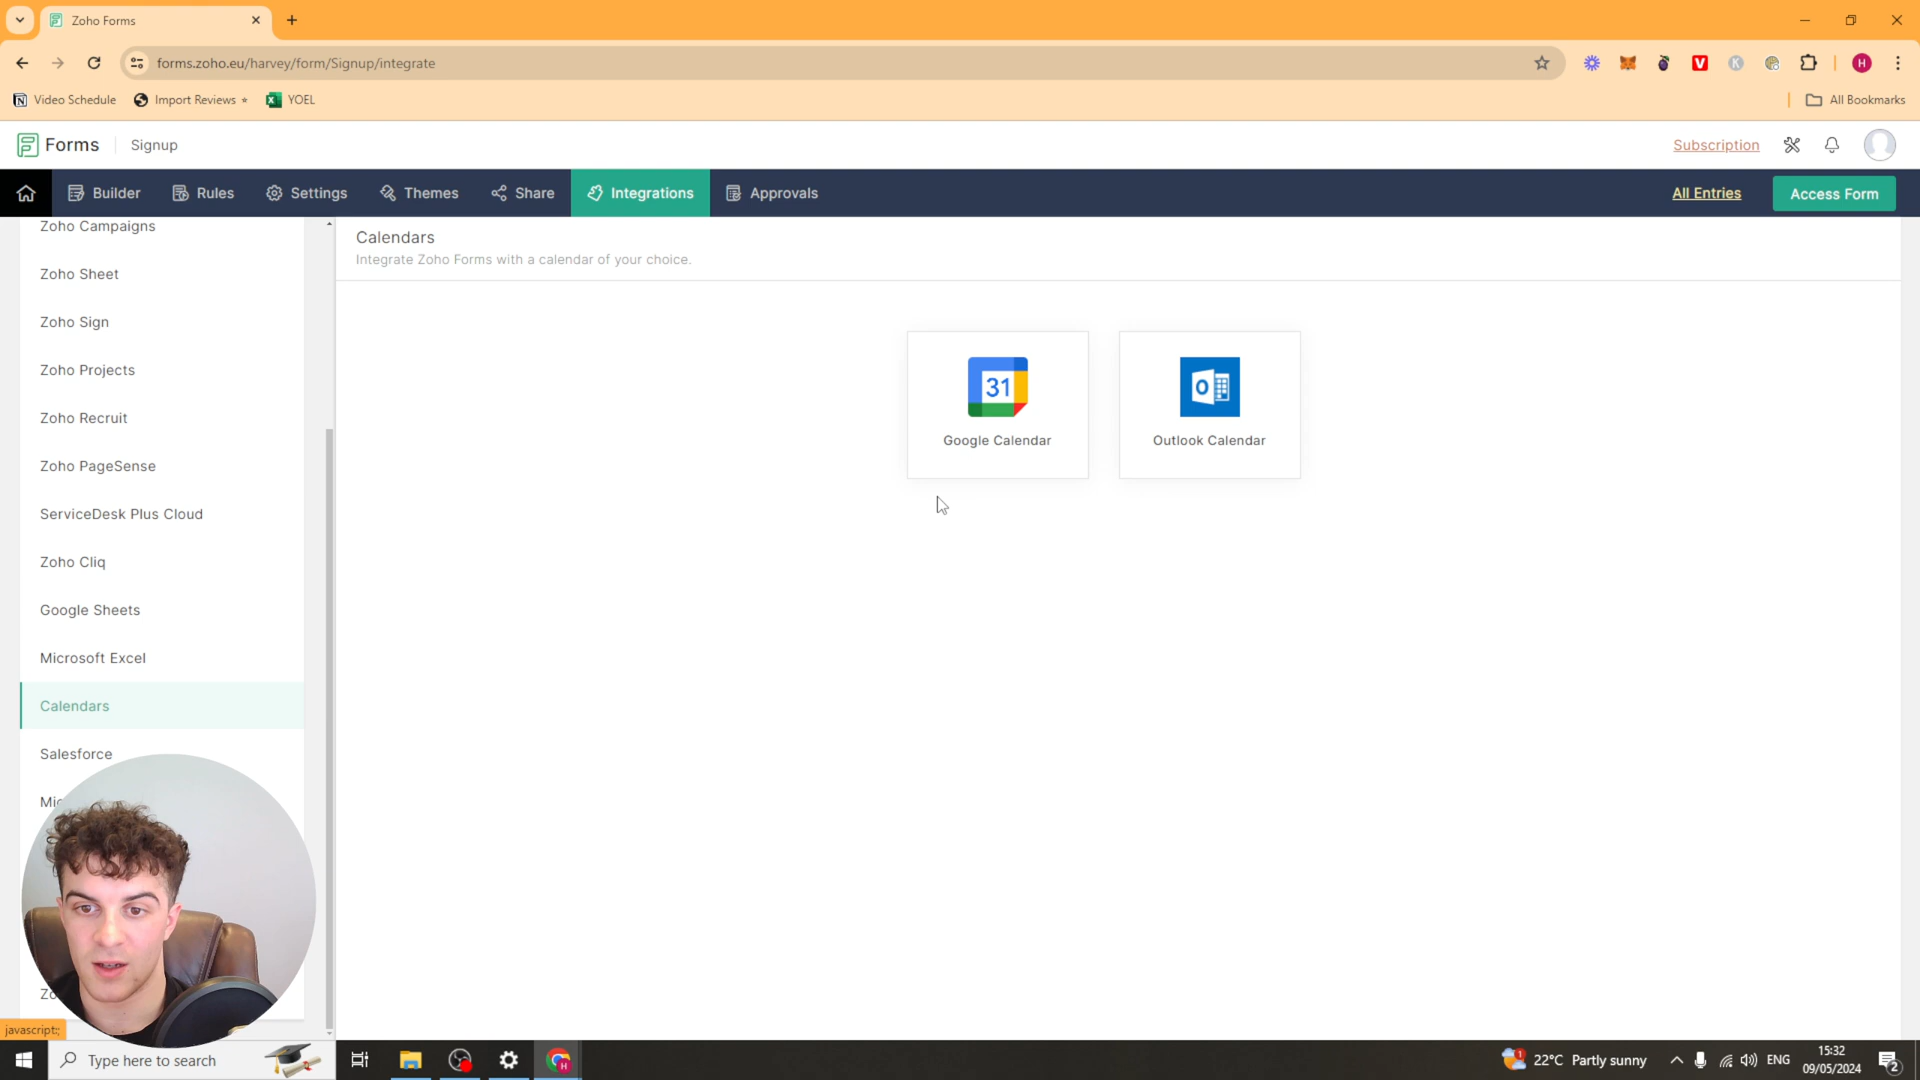 Zoho Forms
forms.zoho.eu/harvey/form/Signup/integrate
Video Schedule
Import Reviews
YOEL
All Bookmarks
Forms
Signup
Subscription
Builder
Rules
Settings
Themes
Share
Integrations
Approvals
All Entries
Access Form
Zoho Campaigns
Zoho Sheet
Zoho Sign
Zoho Projects
Zoho Recruit
Zoho PageSense
ServiceDesk Plus Cloud
Zoho Cliq
Google Sheets
Microsoft Excel
Calendars
Salesforce
Calendars
Integrate Zoho Forms with a calendar of your choice.
31
Google Calendar
Outlook Calendar
javascript:;
Type here to search
22°C Partly sunny
ENG
15:32
09/05/2024